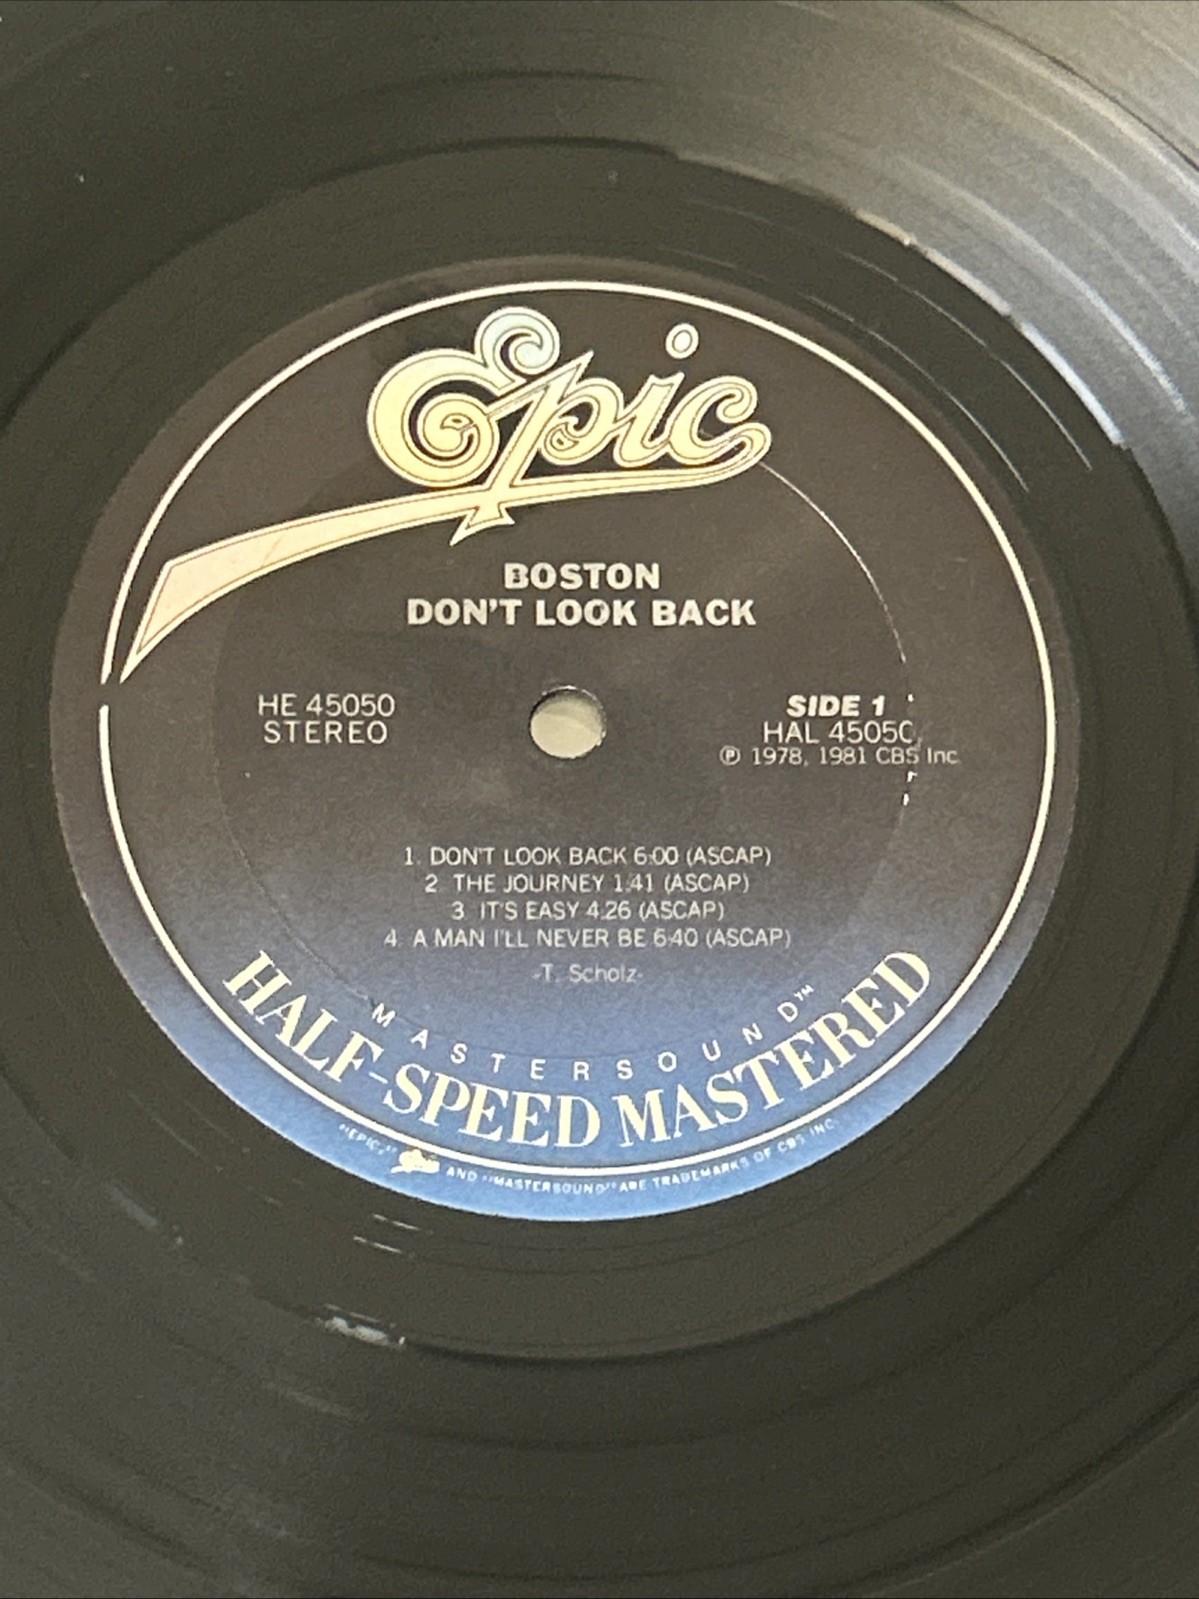 Epic
BOSTON
DON'T LOOK BACK
HE 45050
STEREO
SIDE 1
HAL 45050
℗ 1978, 1981 CBS Inc.
1. DON'T LOOK BACK 6:00 (ASCAP)
2. THE JOURNEY 1:41 (ASCAP)
3. IT'S EASY 4:26 (ASCAP)
4. A MAN I'LL NEVER BE 6:40 (ASCAP)
-T. Scholz-
MASTERSOUND™
HALF-SPEED MASTERED
"EPIC," AND "MASTERSOUND" ARE TRADEMARKS OF CBS INC.